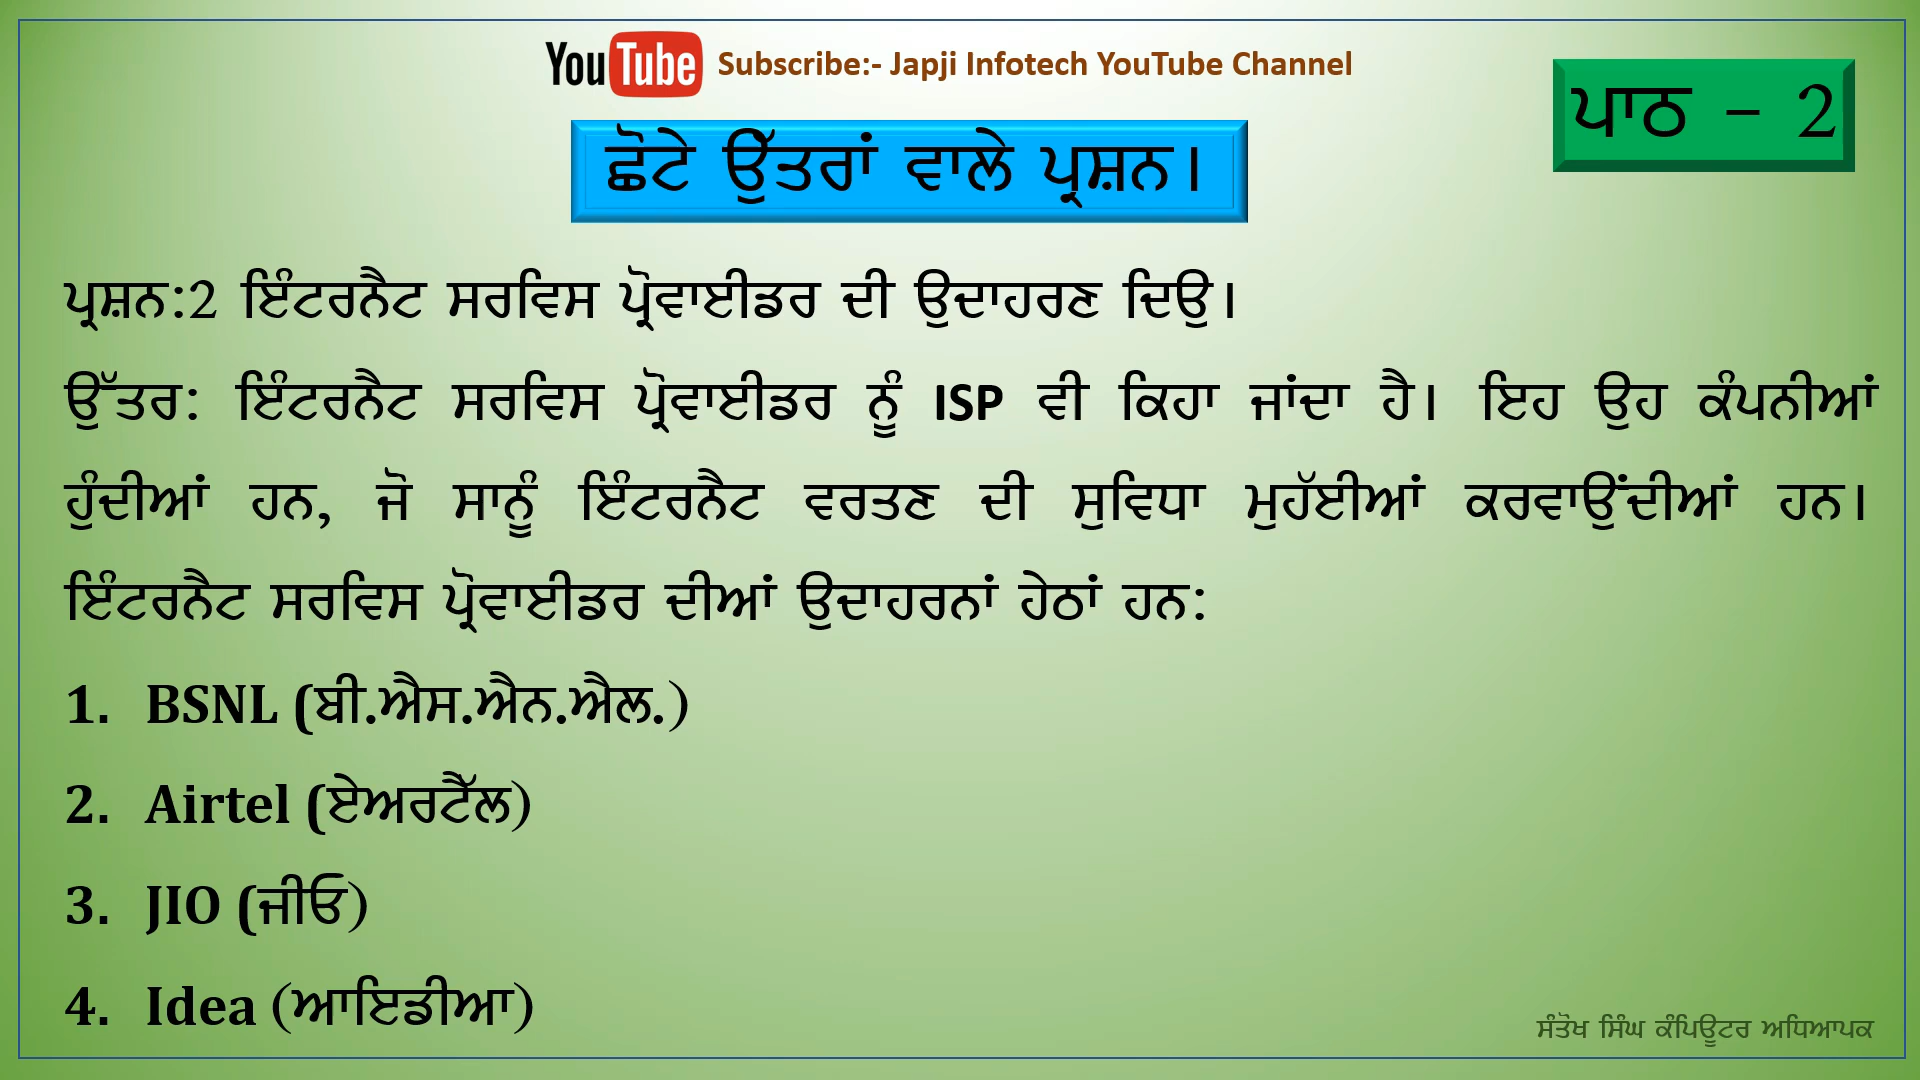 YouTube Subscribe:- Japji Infotech YouTube Channel
ਪਾਠ – 2
ਛੋਟੇ ਉੱਤਰਾਂ ਵਾਲੇ ਪ੍ਰਸ਼ਨ।
ਪ੍ਰਸ਼ਨ:2 ਇੰਟਰਨੈਟ ਸਰਵਿਸ ਪ੍ਰੋਵਾਈਡਰ ਦੀ ਉਦਾਹਰਣ ਦਿਉ।
ਉੱਤਰ: ਇੰਟਰਨੈਟ ਸਰਵਿਸ ਪ੍ਰੋਵਾਈਡਰ ਨੂੰ ISP ਵੀ ਕਿਹਾ ਜਾਂਦਾ ਹੈ। ਇਹ ਉਹ ਕੰਪਨੀਆਂ
ਹੁੰਦੀਆਂ ਹਨ, ਜੋ ਸਾਨੂੰ ਇੰਟਰਨੈਟ ਵਰਤਣ ਦੀ ਸੁਵਿਧਾ ਮੁਹੱਈਆਂ ਕਰਵਾਉਂਦੀਆਂ ਹਨ।
ਇੰਟਰਨੈਟ ਸਰਵਿਸ ਪ੍ਰੋਵਾਈਡਰ ਦੀਆਂ ਉਦਾਹਰਨਾਂ ਹੇਠਾਂ ਹਨ:
1. BSNL (ਬੀ.ਐਸ.ਐਨ.ਐਲ.)
2. Airtel (ਏਅਰਟੈੱਲ)
3. JIO (ਜੀਓ)
4. Idea (ਆਇਡੀਆ)
ਸੰਤੋਖ ਸਿੰਘ ਕੰਪਿਊਟਰ ਅਧਿਆਪਕ